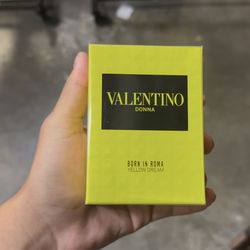 VALENTINO
DONNA
BORN IN ROMA
YELLOW DREAM